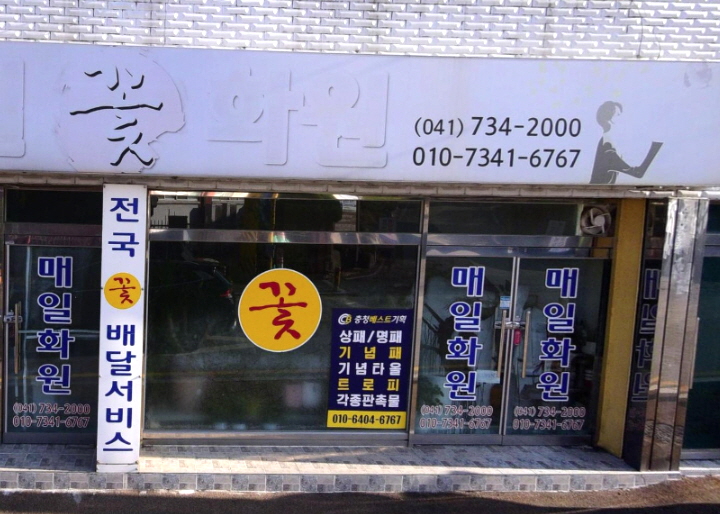 꽃 화원
(041) 734-2000
010-7341-6767
매일화원
(041) 734-2000
010-7341-6767
전국
꽃
배달서비스
꽃
CB 충청베스트기획
상패/명패
기념패
기념타올
트로피
각종판촉물
010-6404-6767
매일화원
(041) 734-2000
010-7341-6767
매일화원
(041) 734-2000
010-7341-6767